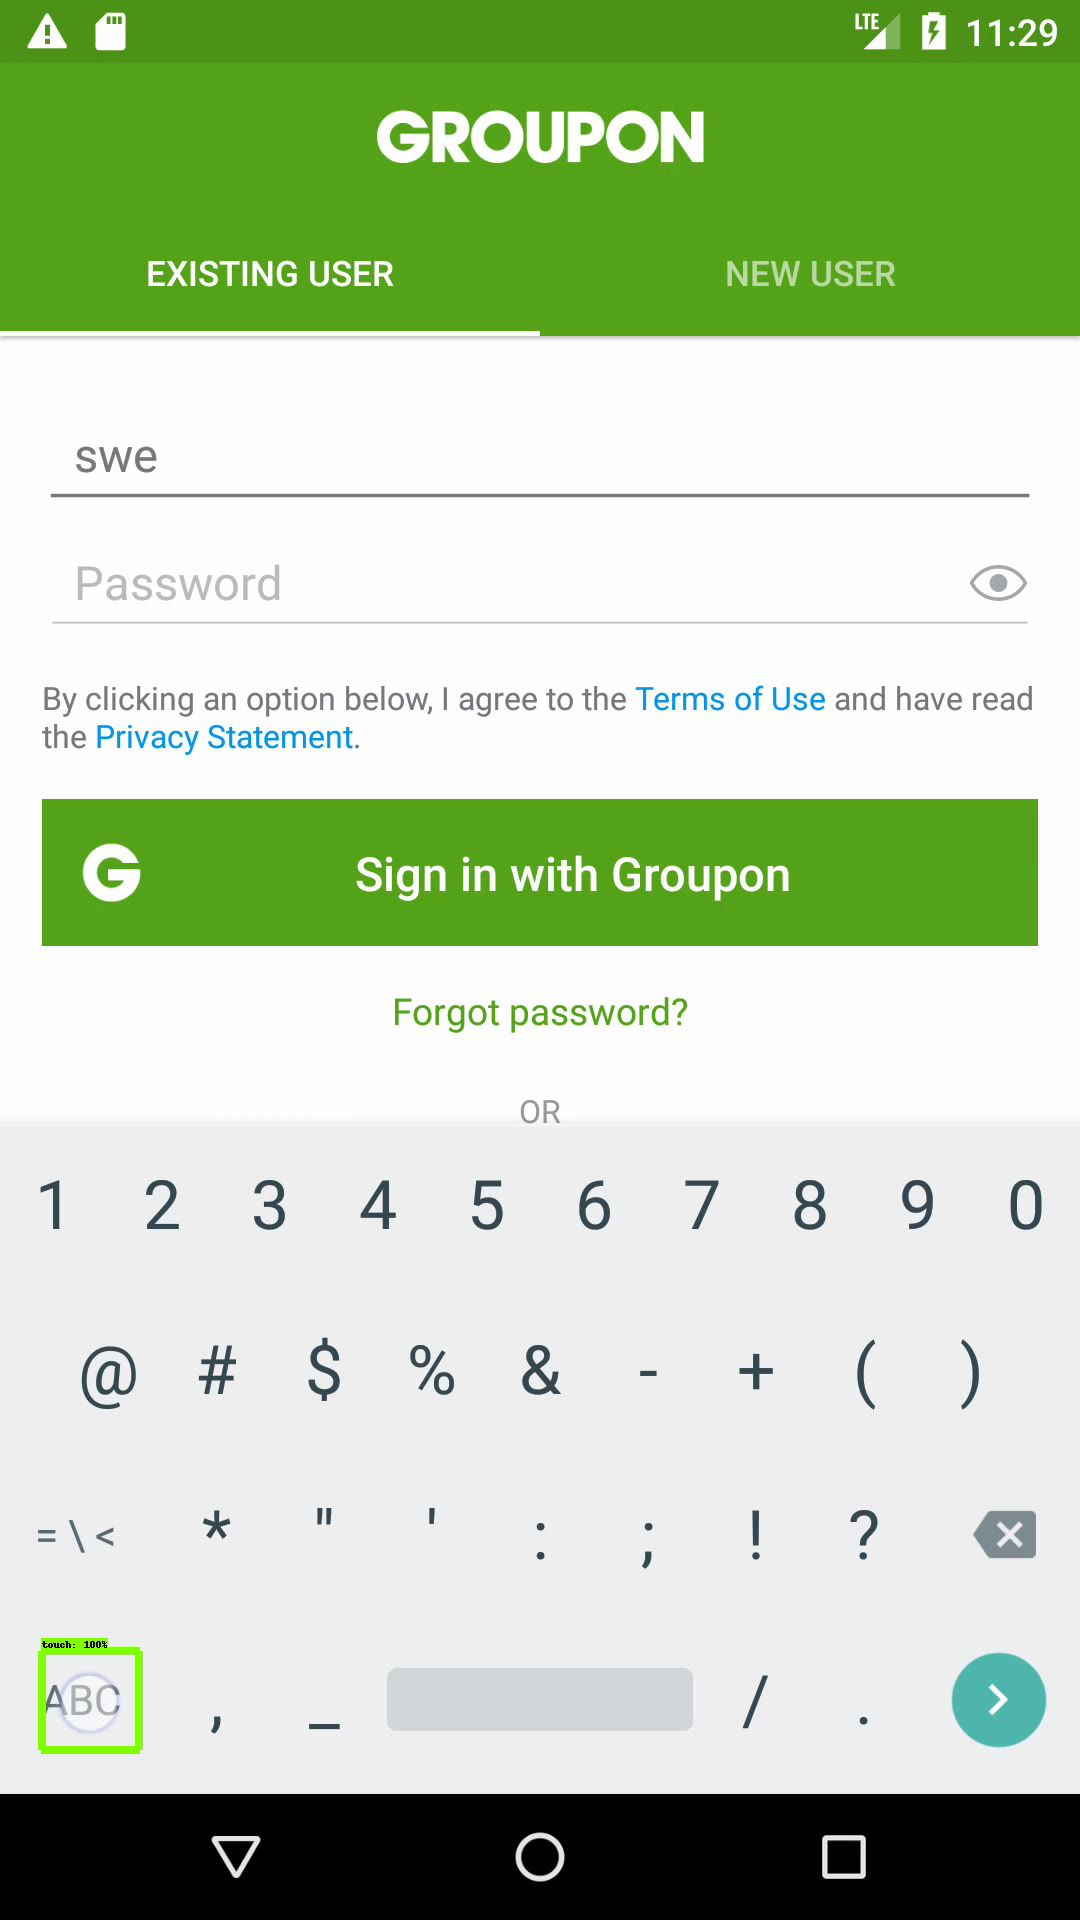 LTE 11:29
GROUPON
EXISTING USER NEW USER
swe
Password
By clicking an option below, I agree to the Terms of Use and have read
the Privacy Statement.
G Sign in with Groupon
Forgot password?
OR
1 2 3 4 5 6 7 8 9 0
@ # $ % & - + ( )
= \ < * " ' : ; ! ?
touch: 100%
ABC , _ / .